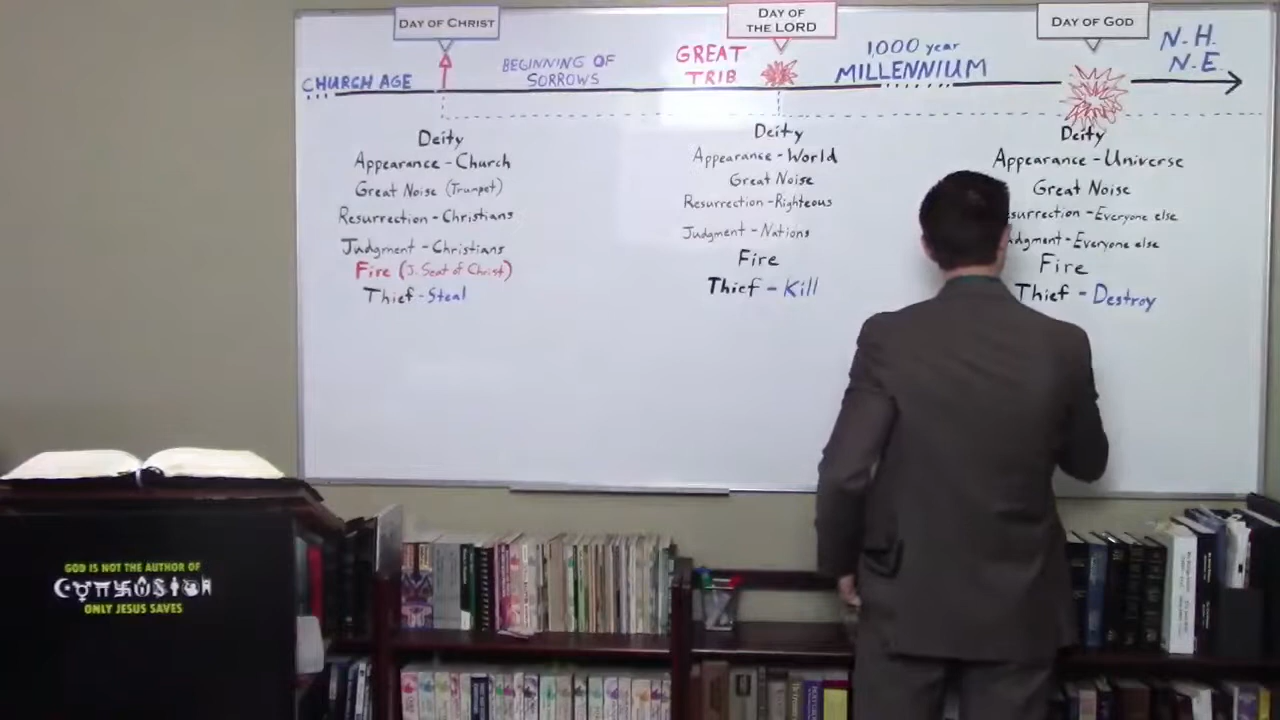 DAY OF CHRIST
DAY OF
THE LORD
DAY OF GOD
CHURCH AGE
BEGINNING OF
SORROWS
GREAT
TRIB
1,000 year
MILLENNIUM
N.H.
N.E.
Deity
Appearance - Church
Great Noise (Trumpet)
Resurrection - Christians
Judgment - Christians
Fire (J. Seat of Christ)
Thief - Steal
Deity
Appearance - World
Great Noise
Resurrection - Righteous
Judgment - Nations
Fire
Thief - Kill
Deity
Appearance - Universe
Great Noise
esurrection - Everyone else
dgment - Everyone else
Fire
Thief - Destroy
GOD IS NOT THE AUTHOR OF
ONLY JESUS SAVES